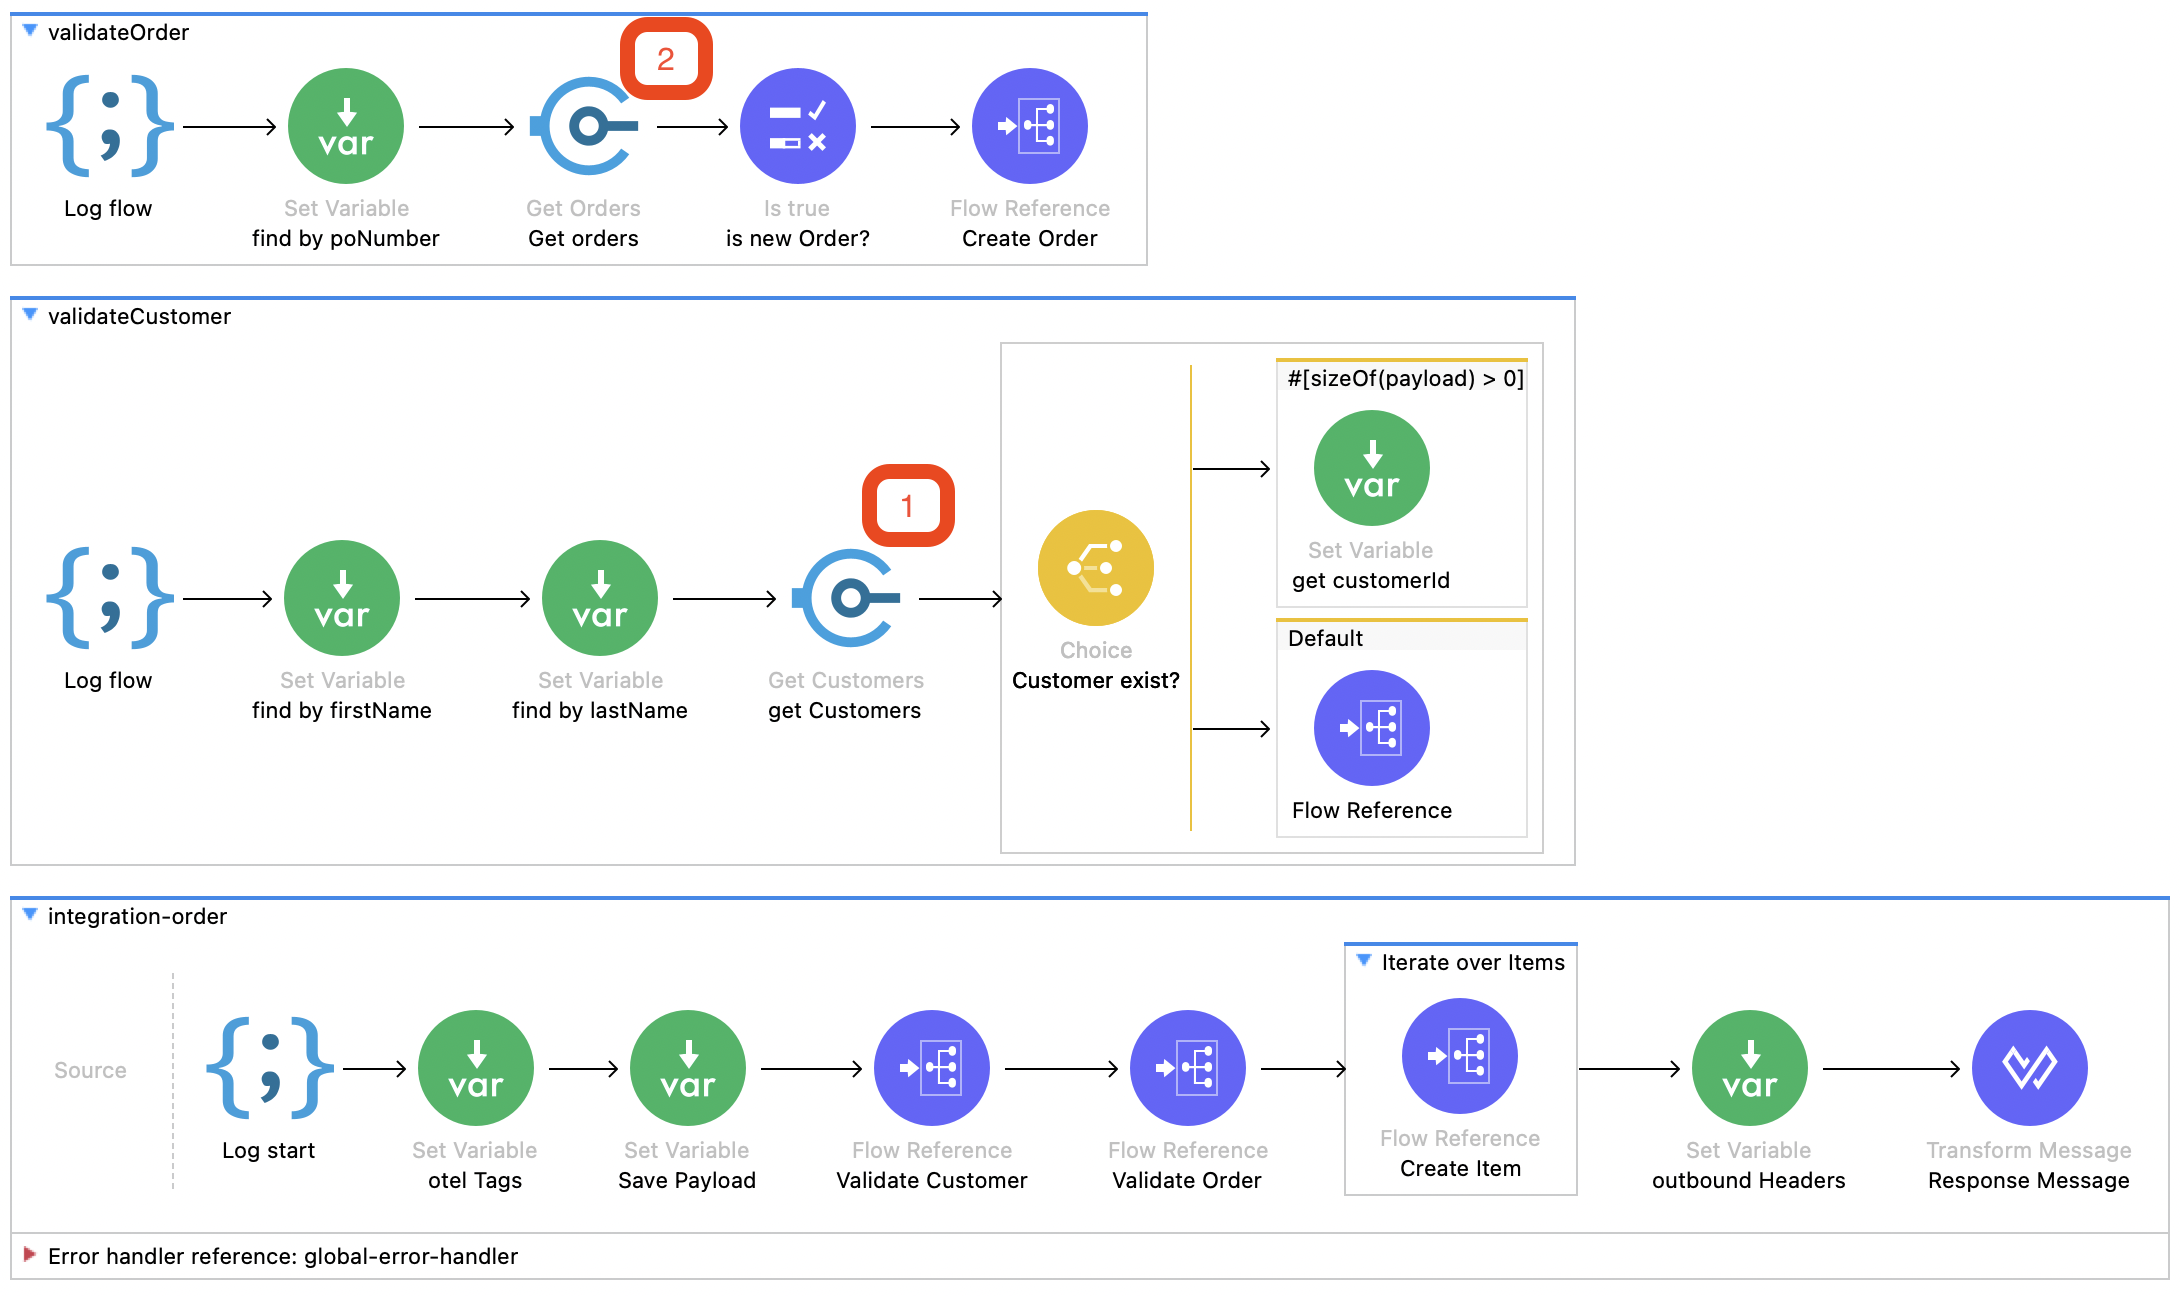 validateOrder
2
var
Log flow
Set Variable
find by poNumber
Get Orders
Get orders
Is true
is new Order?
Flow Reference
Create Order
validateCustomer
#[sizeOf(payload) > 0]
var
Set Variable
get customerId
1
var
var
Log flow
Set Variable
find by firstName
Set Variable
find by lastName
Get Customers
get Customers
Choice
Customer exist?
Default
Flow Reference
integration-order
Iterate over Items
Source
var
var
var
Log start
Set Variable
otel Tags
Set Variable
Save Payload
Flow Reference
Validate Customer
Flow Reference
Validate Order
Flow Reference
Create Item
Set Variable
outbound Headers
Transform Message
Response Message
Error handler reference: global-error-handler